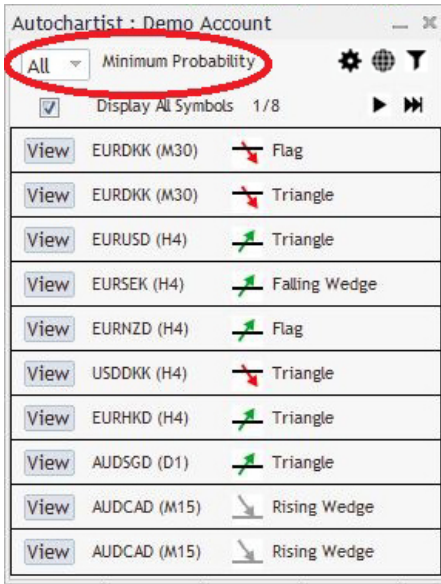 Autochartist : Demo Account
All Minimum Probability
Display All Symbols 1/8
View EURDKK (M30) Flag
View EURDKK (M30) Triangle
View EURUSD (H4) Triangle
View EURSEK (H4) Falling Wedge
View EURNZD (H4) Flag
View USDDKK (H4) Triangle
View EURHKD (H4) Triangle
View AUDSGD (D1) Triangle
View AUDCAD (M15) Rising Wedge
View AUDCAD (M15) Rising Wedge